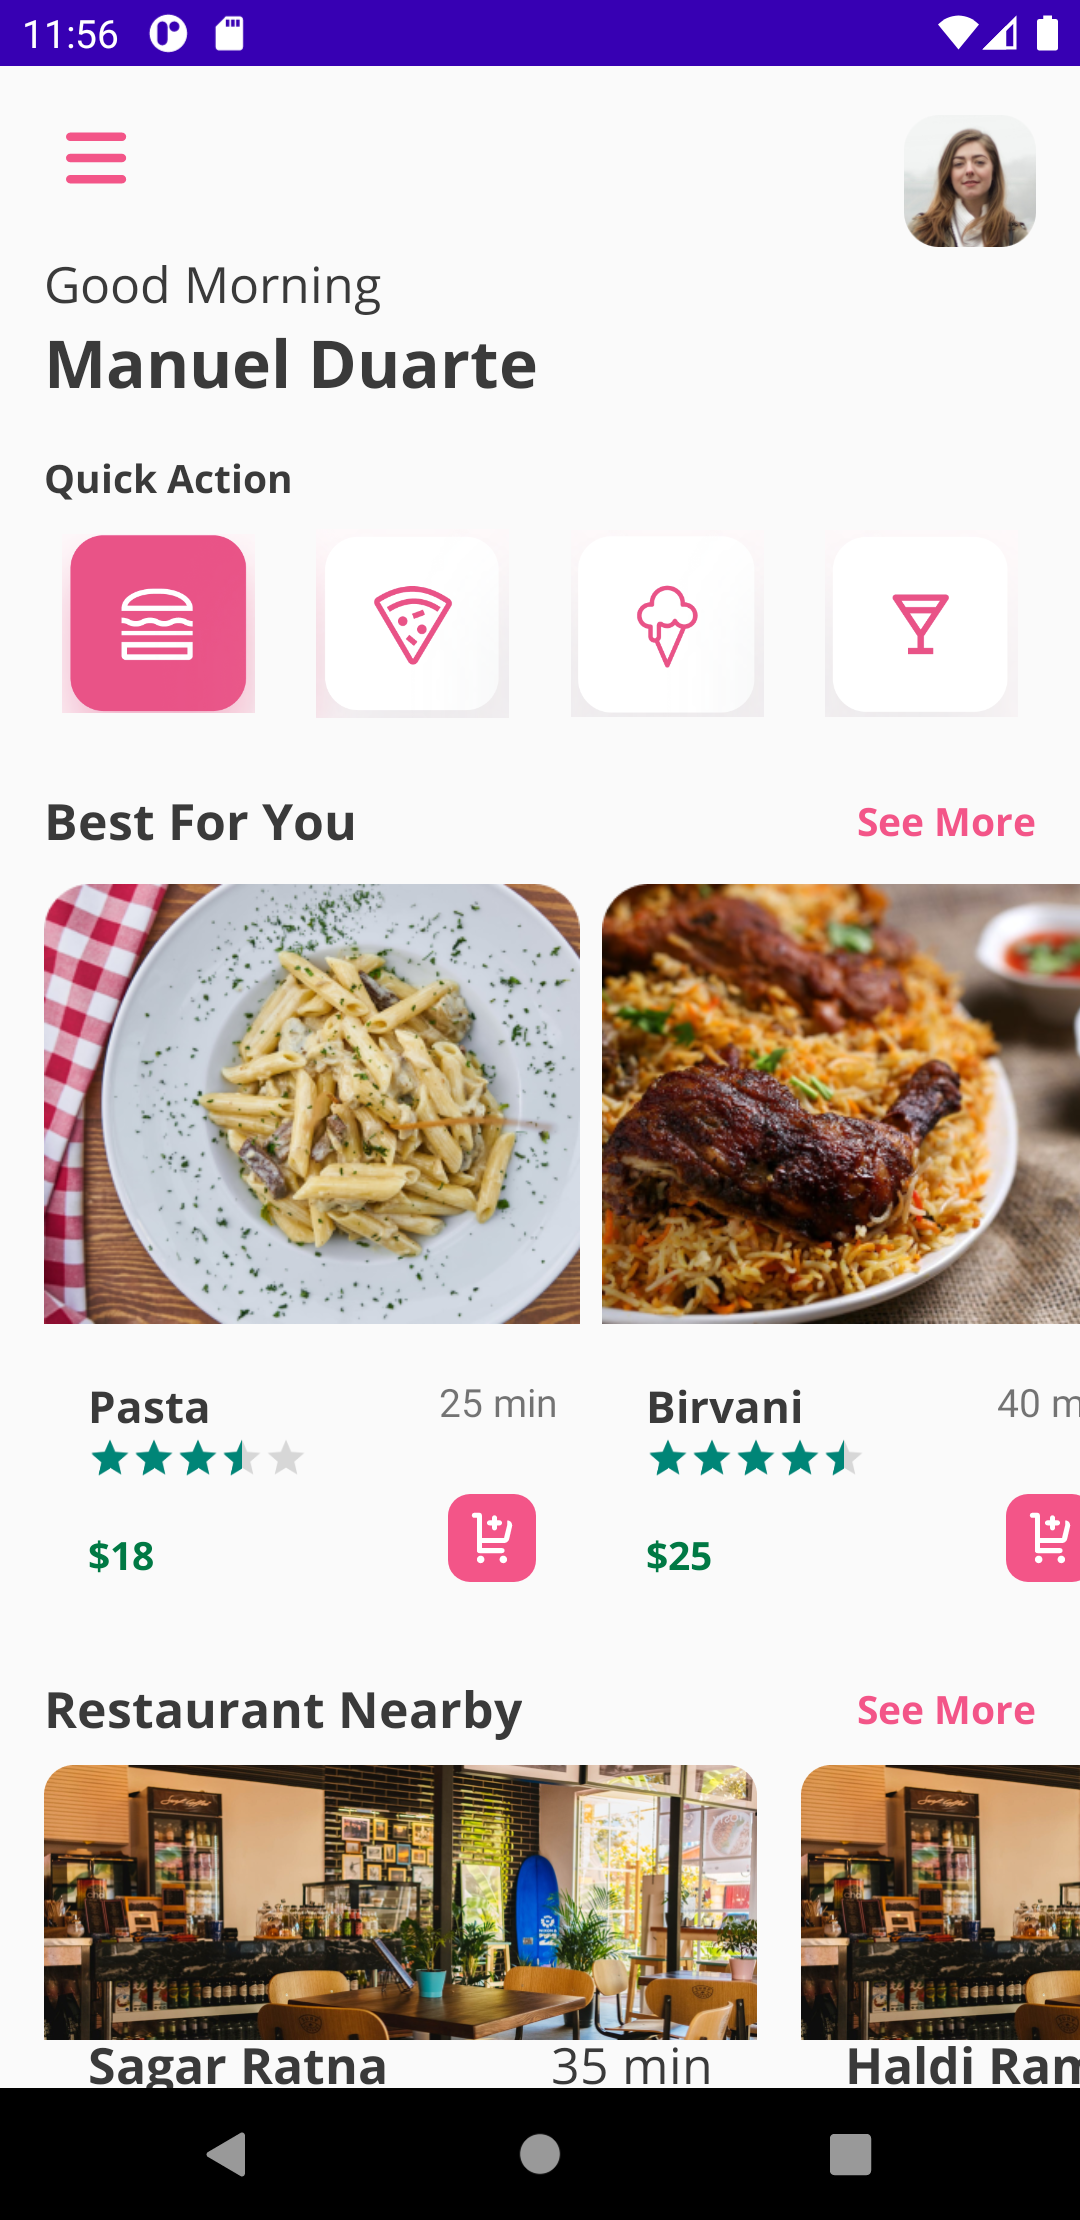 11:56
Good Morning
Manuel Duarte
Quick Action
Best For You
See More
Pasta
25 min
Birvani
40 m
$18
$25
Restaurant Nearby
See More
Sagar Ratna
35 min
Haldi Ram